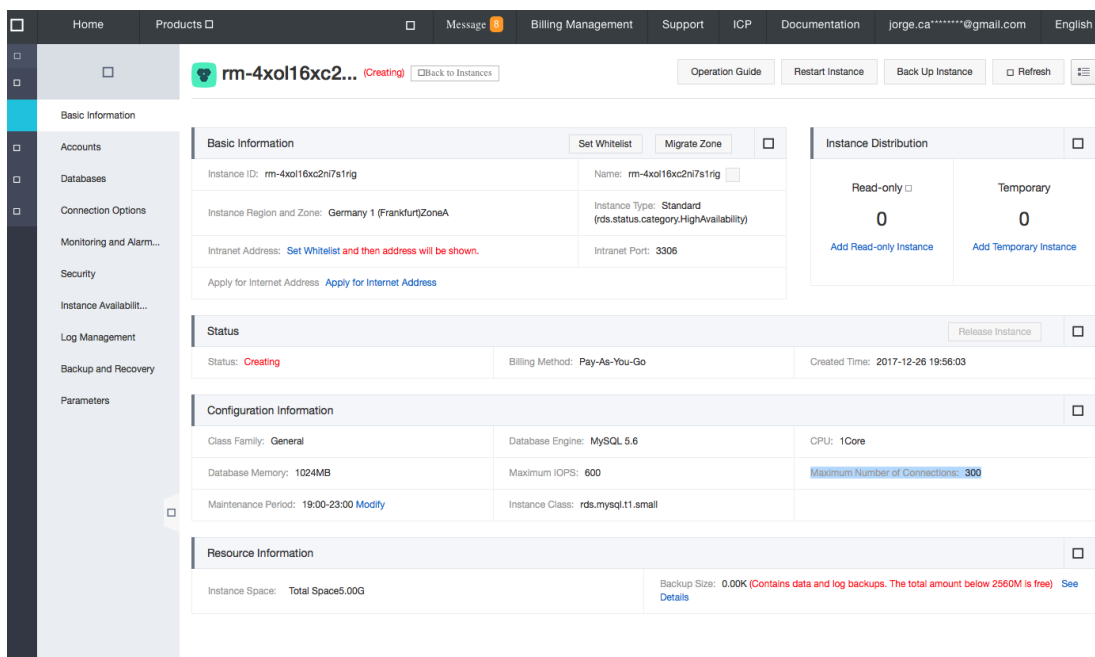 Home Products Message 8 Billing Management Support ICP Documentation jorge.ca********@gmail.com English
rm-4xol16xc2... (Creating) Back to Instances Operation Guide Restart Instance Back Up Instance Refresh
Basic Information
Accounts
Databases
Connection Options
Monitoring and Alarm...
Security
Instance Availabilit...
Log Management
Backup and Recovery
Parameters
Basic Information Set Whitelist Migrate Zone
Instance ID: rm-4xol16xc2ni7s1rig Name: rm-4xol16xc2ni7s1rig
Instance Region and Zone: Germany 1 (Frankfurt)ZoneA Instance Type: Standard
(rds.status.category.HighAvailability)
Intranet Address: Set Whitelist and then address will be shown. Intranet Port: 3306
Apply for Internet Address Apply for Internet Address
Instance Distribution
Read-only Temporary
0 0
Add Read-only Instance Add Temporary Instance
Status Release Instance
Status: Creating Billing Method: Pay-As-You-Go Created Time: 2017-12-26 19:56:03
Configuration Information
Class Family: General Database Engine: MySQL 5.6 CPU: 1Core
Database Memory: 1024MB Maximum IOPS: 600 Maximum Number of Connections: 300
Maintenance Period: 19:00-23:00 Modify Instance Class: rds.mysql.t1.small
Resource Information
Instance Space: Total Space5.00G Backup Size: 0.00K (Contains data and log backups. The total amount below 2560M is free) See
Details